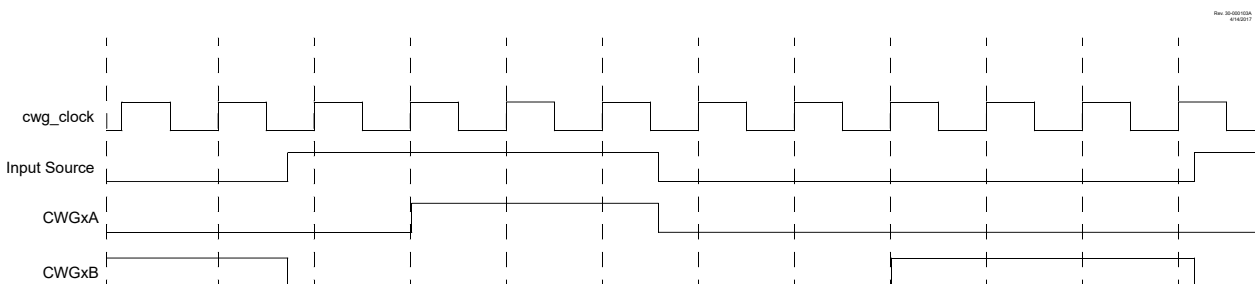 Rev. 30-000103A
4/14/2017
cwg_clock
Input Source
CWGxA
CWGxB